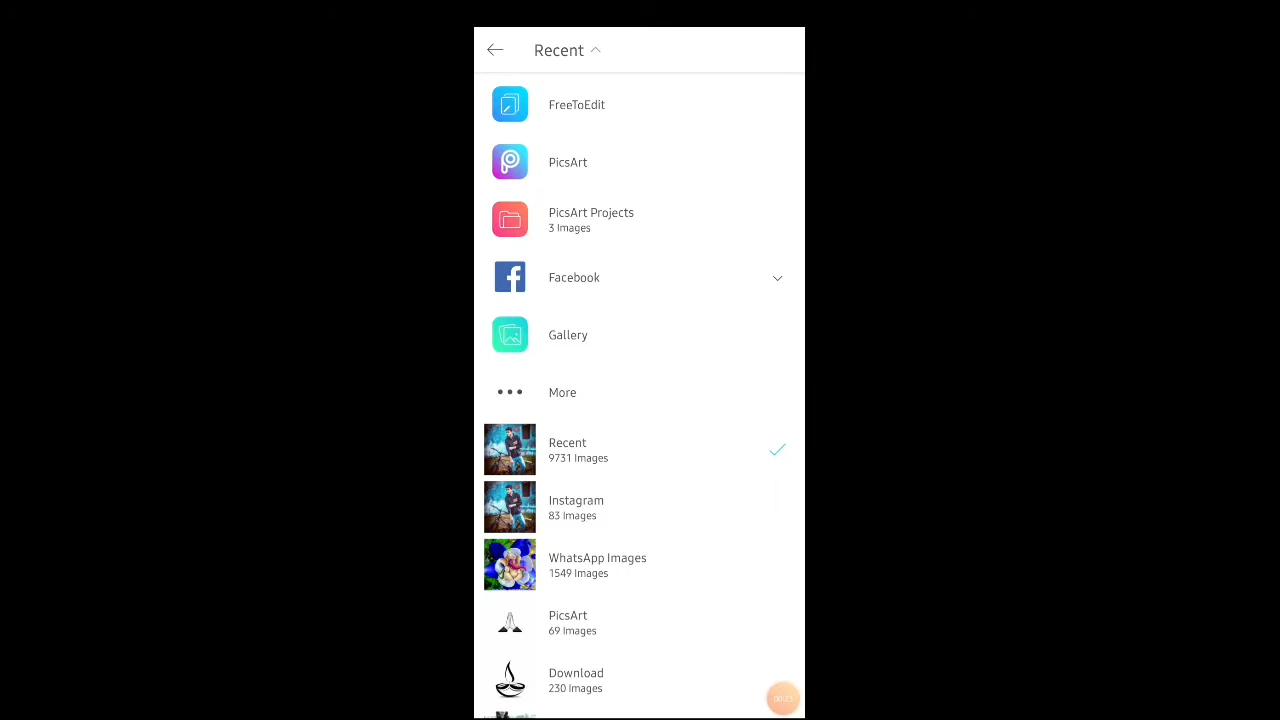 Recent
FreeToEdit
PicsArt
PicsArt Projects
3 Images
Facebook
Gallery
More
Recent
9731 Images
Instagram
83 Images
WhatsApp Images
1549 Images
PicsArt
69 Images
Download
230 Images